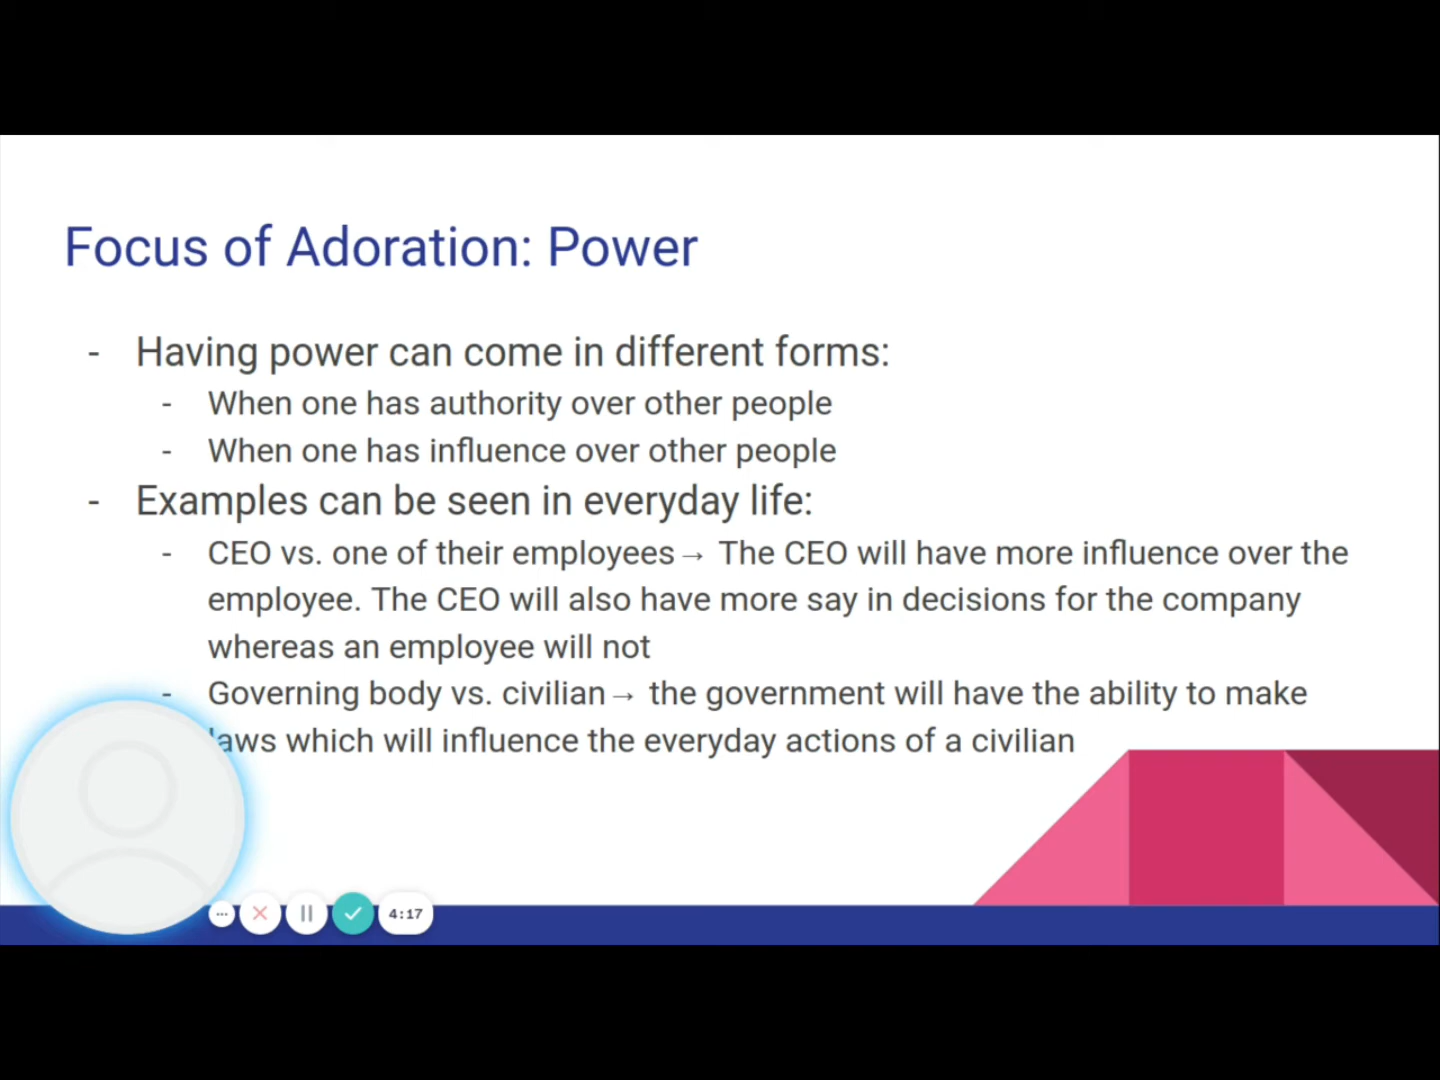 Focus of Adoration: Power
- Having power can come in different forms:
- When one has authority over other people
- When one has influence over other people
- Examples can be seen in everyday life:
- CEO vs. one of their employees→ The CEO will have more influence over the
employee. The CEO will also have more say in decisions for the company
whereas an employee will not
- Governing body vs. civilian→ the government will have the ability to make
laws which will influence the everyday actions of a civilian
4:17